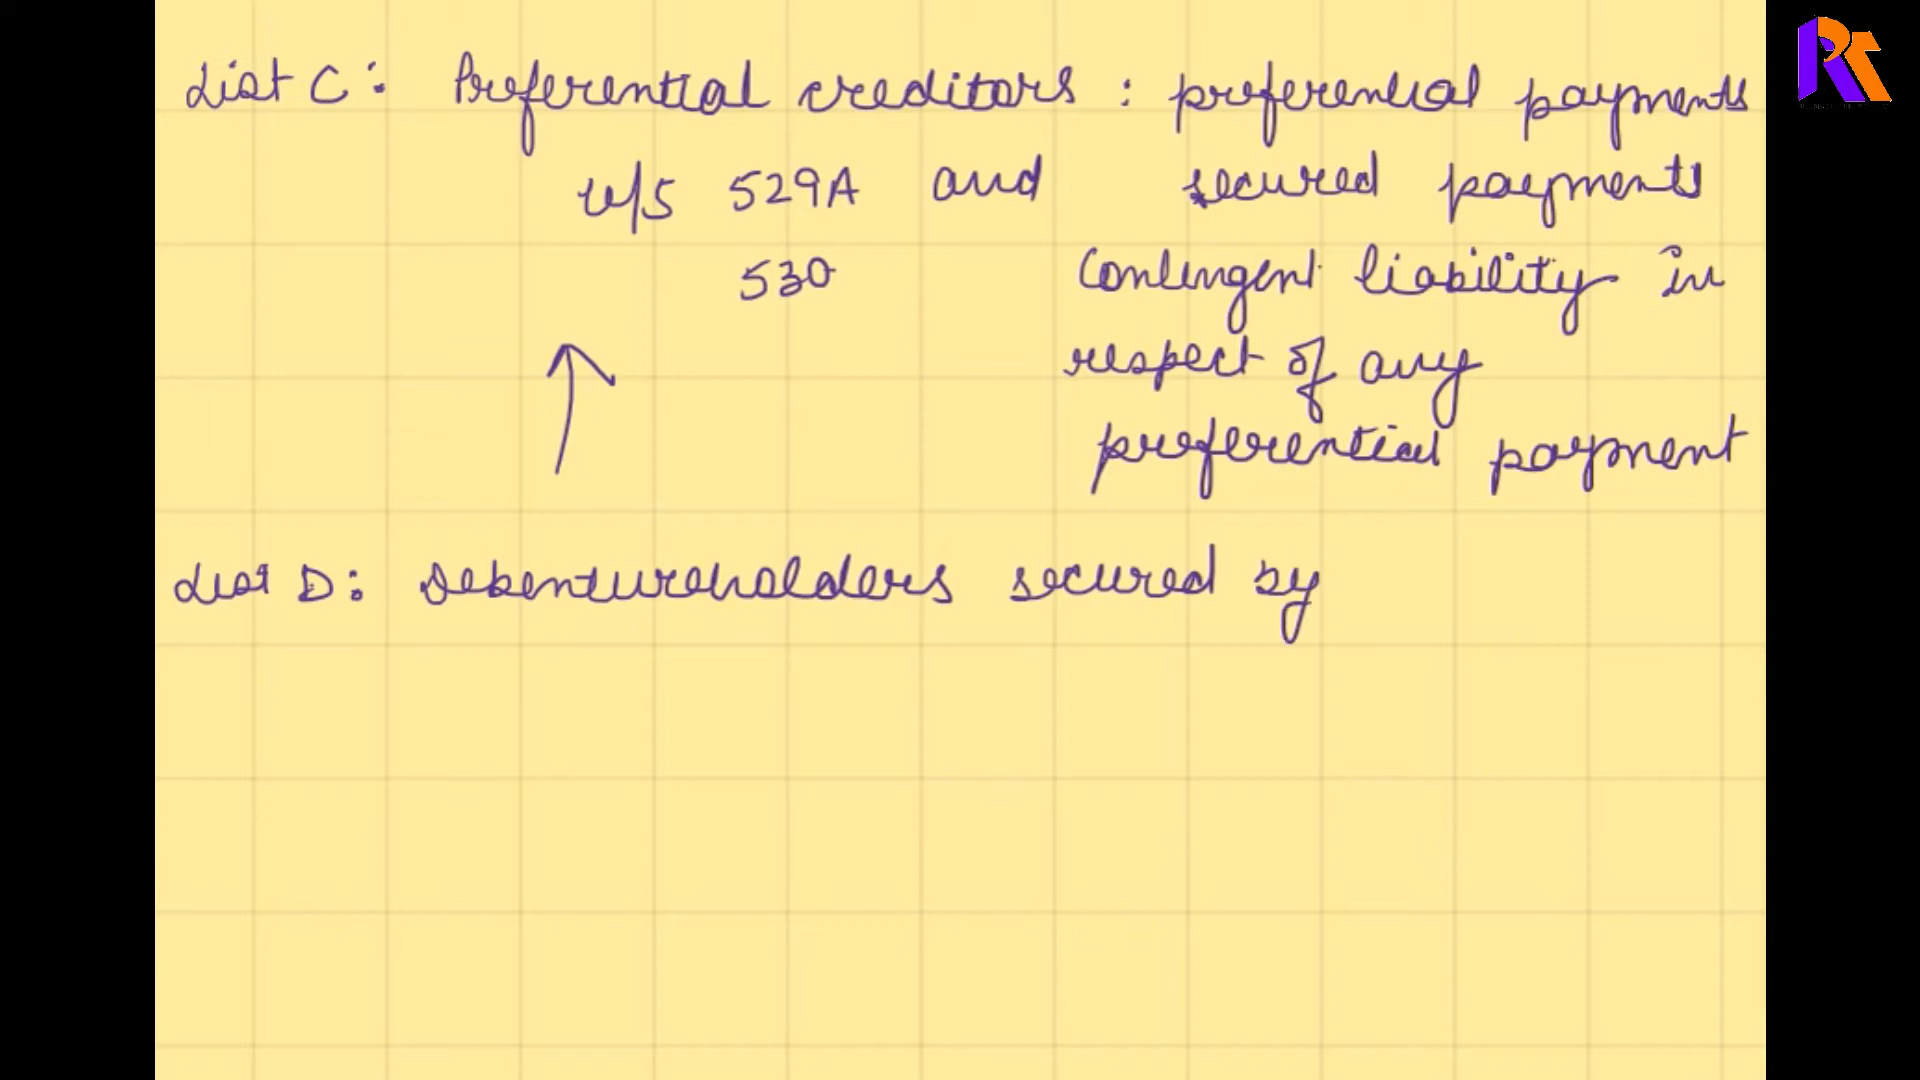 List C: Preferential creditors : preferential payments
u/s 529A and secured payments
530 Contingent liability in
respect of any
preferential payment
List D: Debentureholders secured by